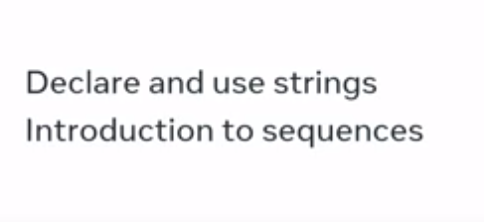 Declare and use strings
Introduction to sequences